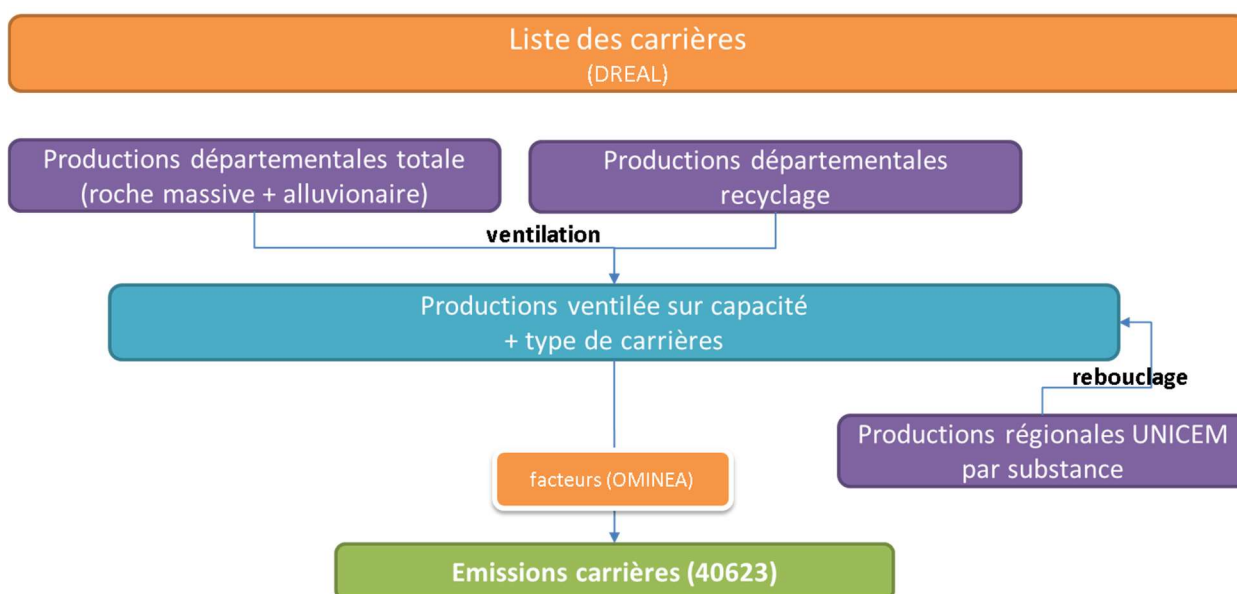 Liste des carrières
(DREAL)
Productions départementales totale
(roche massive + alluvionaire)
Productions départementales
recyclage
ventilation
Productions ventilée sur capacité
+ type de carrières
rebouclage
Productions régionales UNICEM
par substance
facteurs (OMINEA)
Emissions carrières (40623)